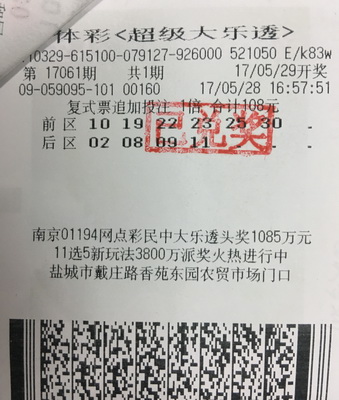 体彩<超级大乐透>
110329-615100-079127-926000 521050 E/k83w
第 17061期 共1期 17/05/29开奖
09-059095-101 00160 17/05/28 16:57:51
复式票追加投注 1倍 合计108元
前区 10 19 22 23 25 30 .
后区 02 08 09 11 .
已兑奖
南京01194网点彩民中大乐透头奖1085万元
11选5新玩法3800万派奖火热进行中
盐城市戴庄路香苑东园农贸市场门口